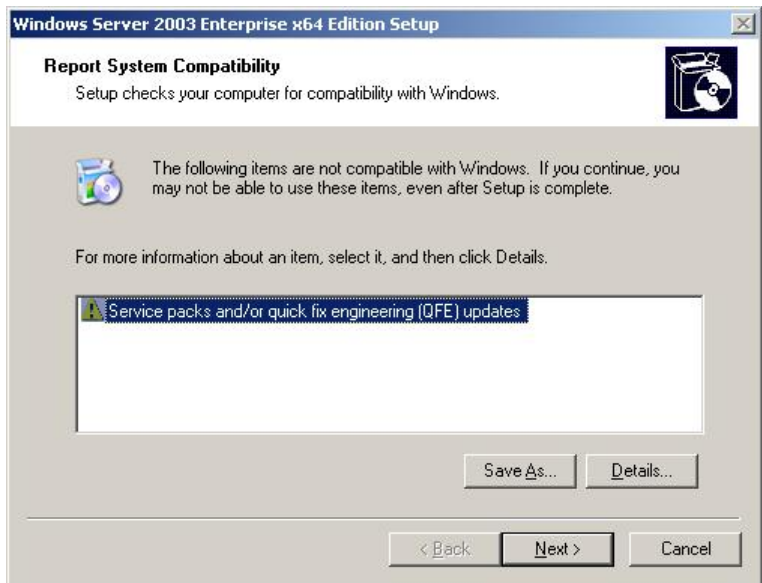 Windows Server 2003 Enterprise x64 Edition Setup
Report System Compatibility
Setup checks your computer for compatibility with Windows.
The following items are not compatible with Windows. If you continue, you
may not be able to use these items, even after Setup is complete.
For more information about an item, select it, and then click Details.
Service packs and/or quick fix engineering (QFE) updates
Save As... Details...
< Back Next > Cancel